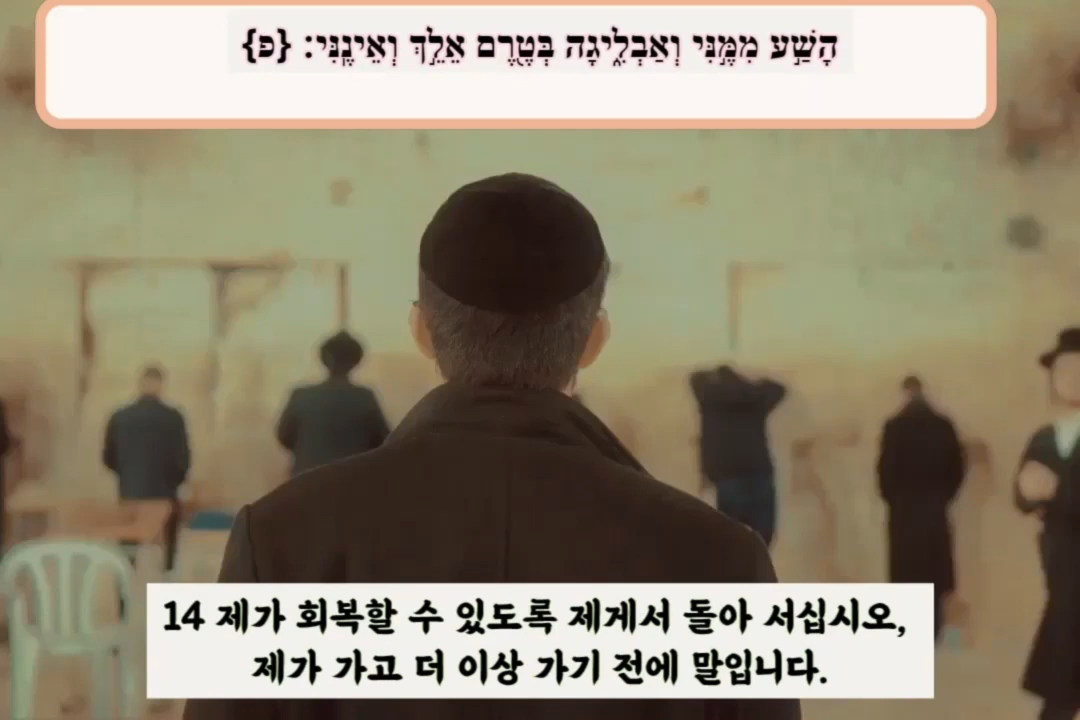 הָשַׁ֣ע מִמֶּ֣נִּי וְאַבְלִ֑יגָה בְּטֶ֖רֶם אֵלֵ֣ךְ וְאֵינֶֽנִּי׃ {פ}
14 제가 회복할 수 있도록 제게서 돌아 서십시오,
제가 가고 더 이상 가기 전에 말입니다.